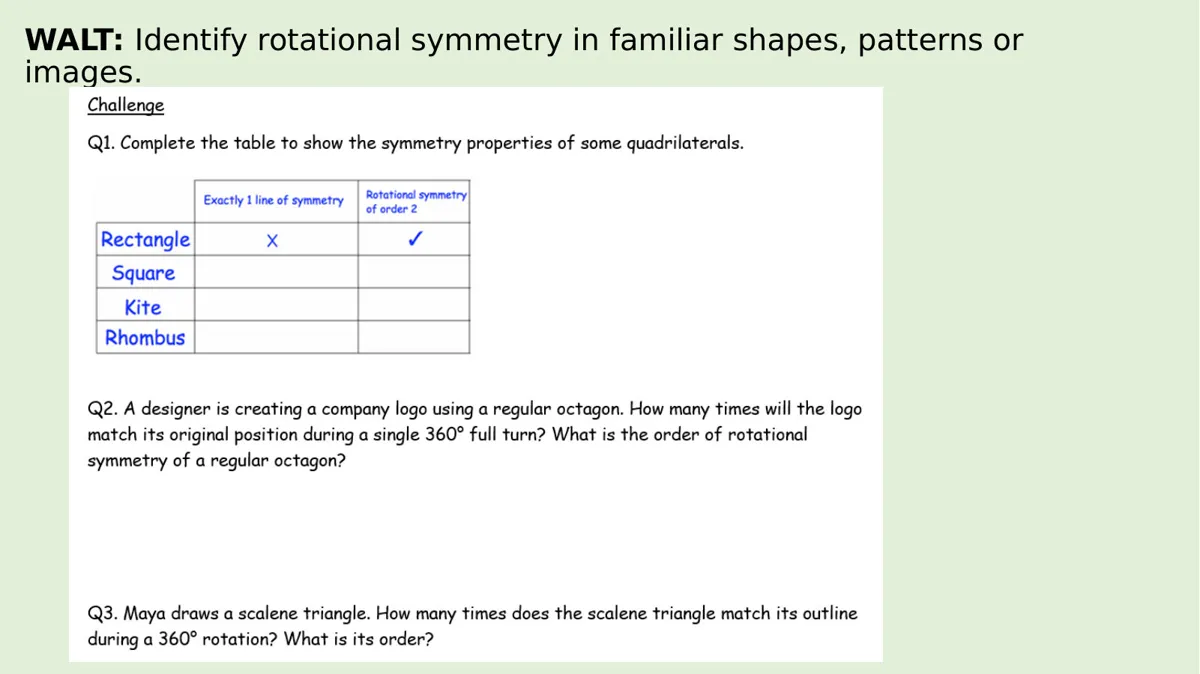 WALT: Identify rotational symmetry in familiar shapes, patterns or
images.
Challenge
Q1. Complete the table to show the symmetry properties of some quadrilaterals.
Exactly 1 line of symmetry Rotational symmetry
of order 2
Rectangle X ✓
Square
Kite
Rhombus
Q2. A designer is creating a company logo using a regular octagon. How many times will the logo
match its original position during a single 360° full turn? What is the order of rotational
symmetry of a regular octagon?
Q3. Maya draws a scalene triangle. How many times does the scalene triangle match its outline
during a 360° rotation? What is its order?